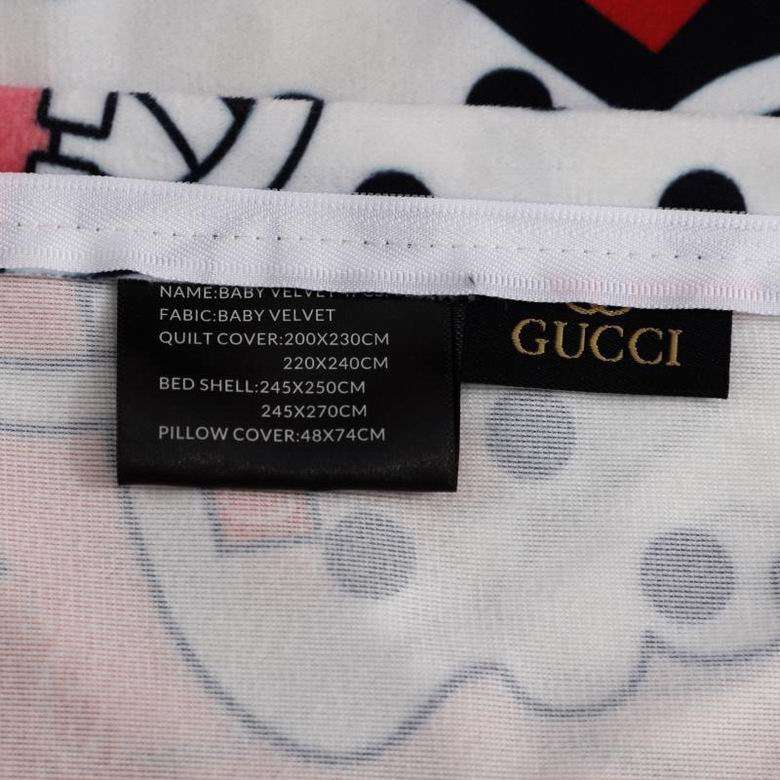 NAME:BABY VELVET
FABIC:BABY VELVET
QUILT COVER:200X230CM
220X240CM
BED SHELL:245X250CM
245X270CM
PILLOW COVER:48X74CM
GUCCI